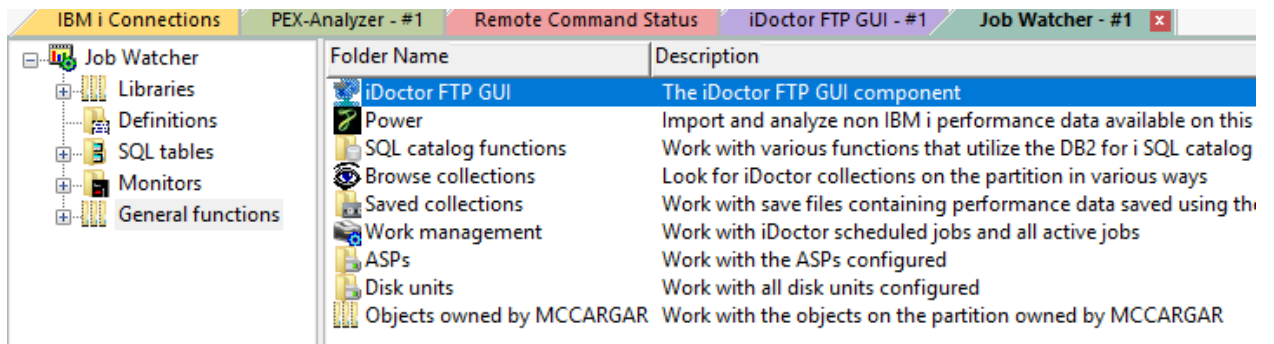 IBM i Connections PEX-Analyzer - #1 Remote Command Status iDoctor FTP GUI - #1 Job Watcher - #1 x
Job Watcher
Libraries
Definitions
SQL tables
Monitors
General functions
Folder Name Description
iDoctor FTP GUI The iDoctor FTP GUI component
Power Import and analyze non IBM i performance data available on this
SQL catalog functions Work with various functions that utilize the DB2 for i SQL catalog
Browse collections Look for iDoctor collections on the partition in various ways
Saved collections Work with save files containing performance data saved using the
Work management Work with iDoctor scheduled jobs and all active jobs
ASPs Work with the ASPs configured
Disk units Work with all disk units configured
Objects owned by MCCARGAR Work with the objects on the partition owned by MCCARGAR